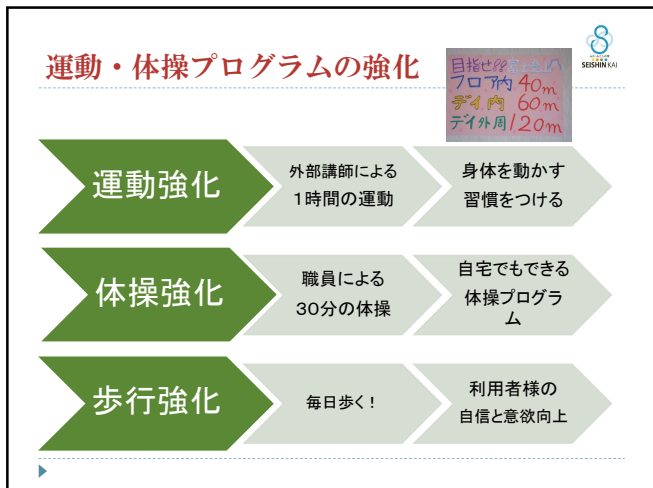 運動・体操プログラムの強化
目指せ!!富士山!!
フロア内 40m
デイ内 60m
デイ外周 120m
SEISHIN KAI
運動強化
外部講師による
1時間の運動
身体を動かす
習慣をつける
体操強化
職員による
30分の体操
自宅でもできる
体操プログラ
ム
歩行強化
毎日歩く！
利用者様の
自信と意欲向上